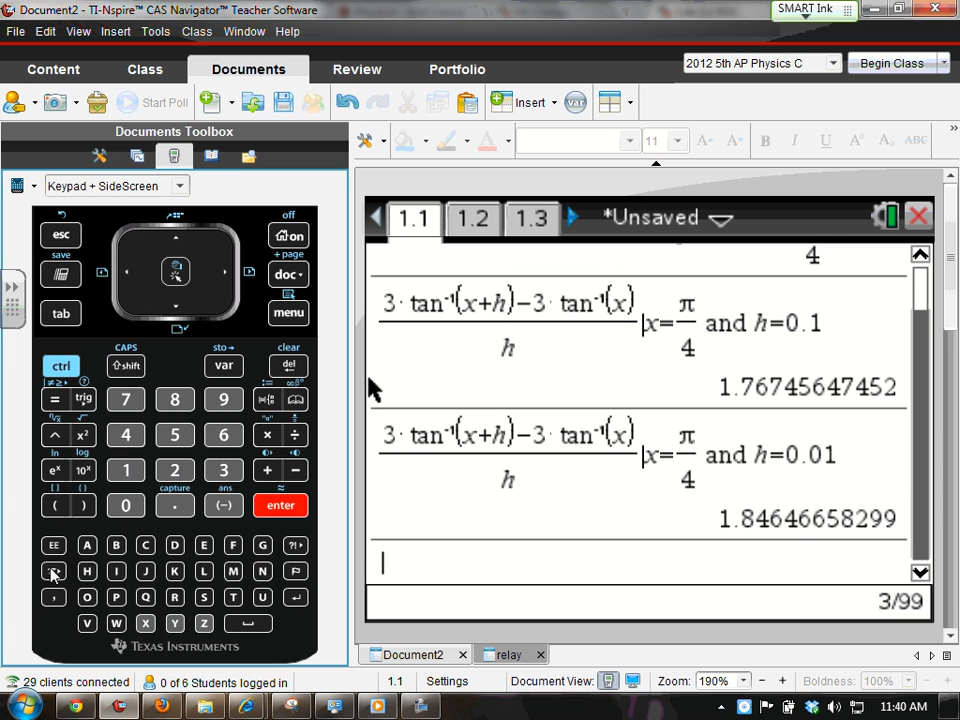 Document2 - TI-Nspire™ CAS Navigator™ Teacher Software
SMART Ink
File Edit View Insert Tools Class Window Help
Content Class Documents Review Portfolio
2012 5th AP Physics C
Begin Class
Start Poll
Insert
var
Documents Toolbox
11
B I U ABC
Keypad + SideScreen
1.1 1.2 1.3 *Unsaved
off
esc on
save + page
doc
tab menu
CAPS sto→ clear
ctrl ⇧shift var del
= trig 7 8 9
^ x² 4 5 6 × ÷
ln log
eˣ 10ˣ 1 2 3 + −
[ ] { } capture ans ≈
( ) 0 . (−) enter
EE A B C D E F G ?!
H I J K L M N
, O P Q R S T U
V W X Y Z
TEXAS INSTRUMENTS
4
3· tan⁻¹(x+h)−3· tan⁻¹(x)
h
|x=π/4 and h=0.1
1.76745647452
3· tan⁻¹(x+h)−3· tan⁻¹(x)
h
|x=π/4 and h=0.01
1.84646658299
3/99
Document2 relay
29 clients connected 0 of 6 Students logged in 1.1 Settings Document View: Zoom: 190% Boldness: 100%
11:40 AM